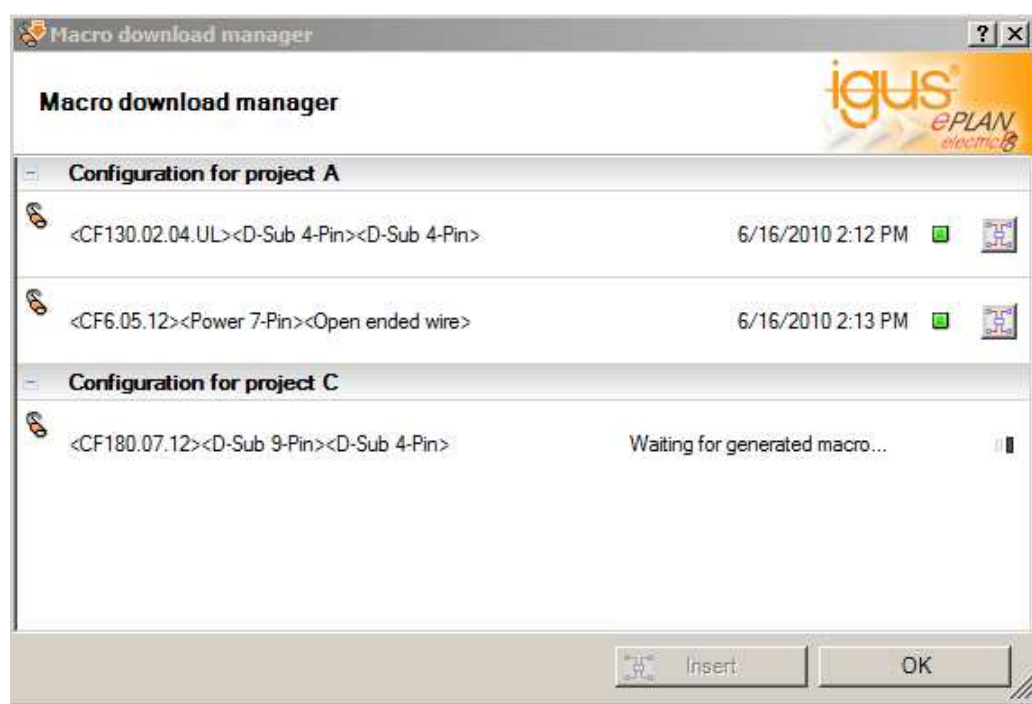 Macro download manager
Macro download manager
igus®
ePLAN
electric P8
Configuration for project A
<CF130.02.04.UL><D-Sub 4-Pin><D-Sub 4-Pin> 6/16/2010 2:12 PM
<CF6.05.12><Power 7-Pin><Open ended wire> 6/16/2010 2:13 PM
Configuration for project C
<CF180.07.12><D-Sub 9-Pin><D-Sub 4-Pin> Waiting for generated macro...
Insert OK